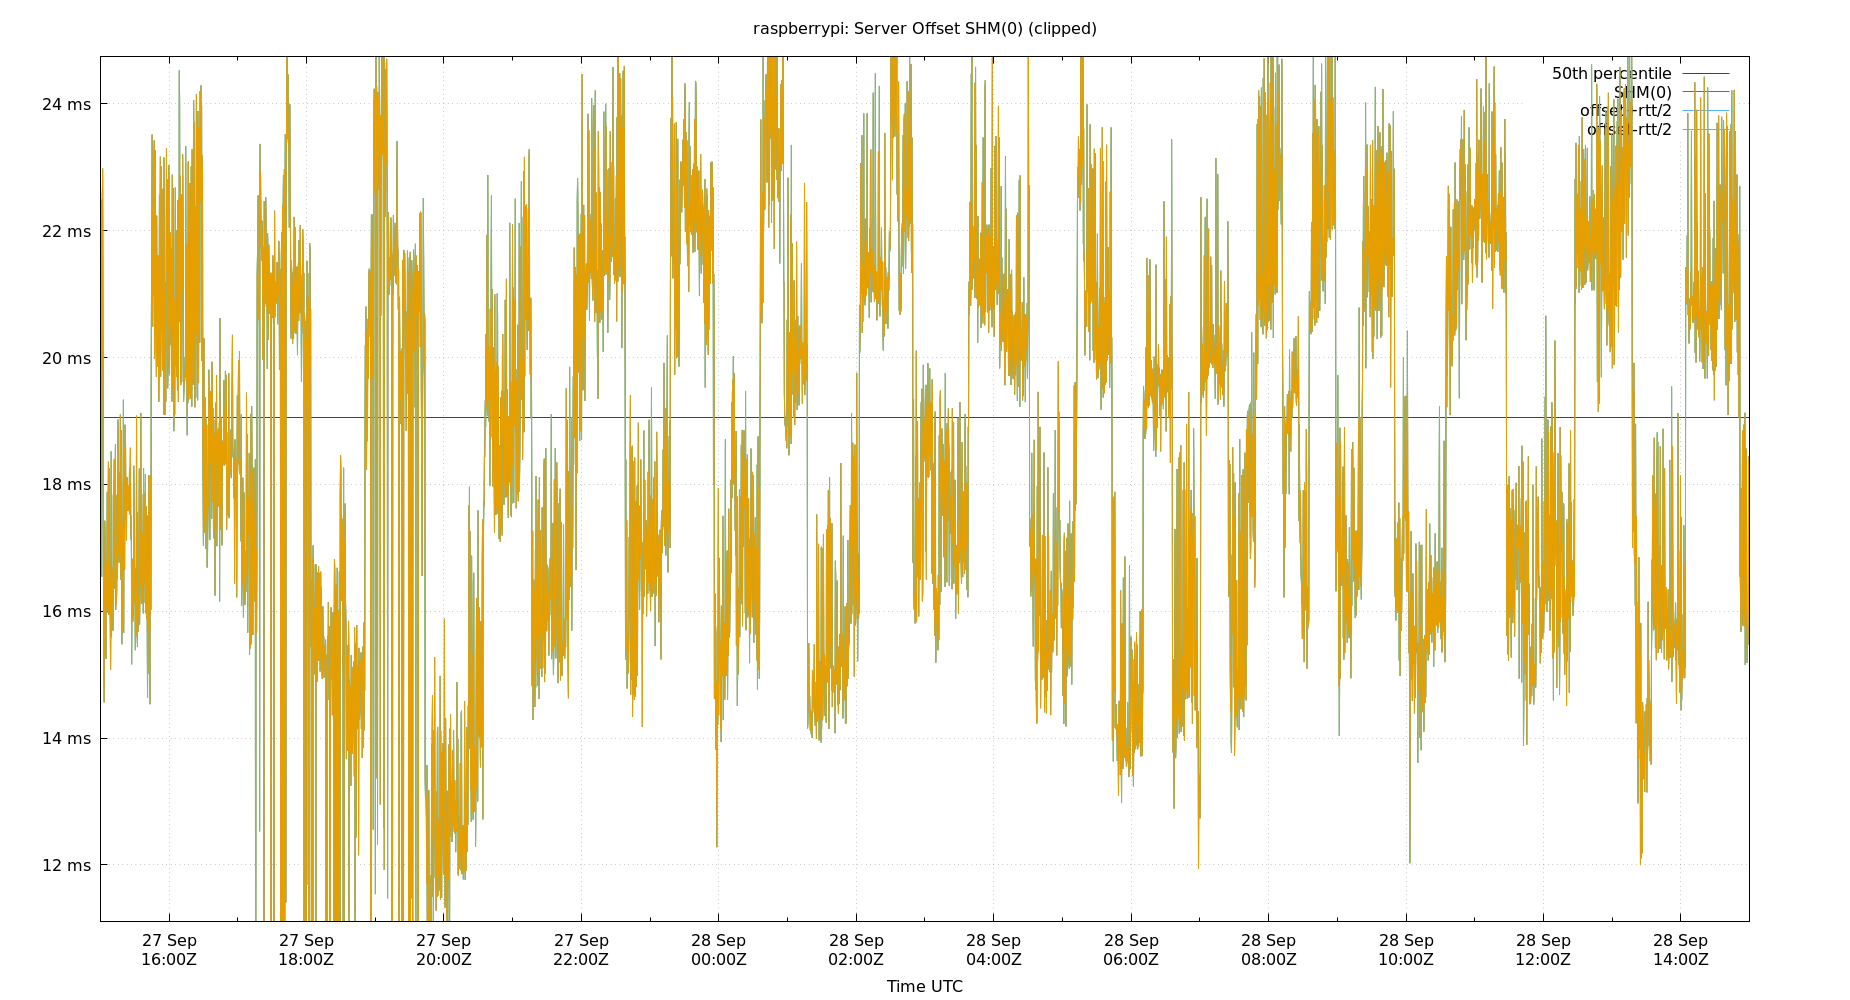 raspberrypi: Server Offset SHM(0) (clipped)
50th percentile
SHM(0)
offset+rtt/2
offset-rtt/2
24 ms
22 ms
20 ms
18 ms
16 ms
14 ms
12 ms
27 Sep 27 Sep 27 Sep 27 Sep 28 Sep 28 Sep 28 Sep 28 Sep 28 Sep 28 Sep 28 Sep 28 Sep
16:00Z 18:00Z 20:00Z 22:00Z 00:00Z 02:00Z 04:00Z 06:00Z 08:00Z 10:00Z 12:00Z 14:00Z
Time UTC